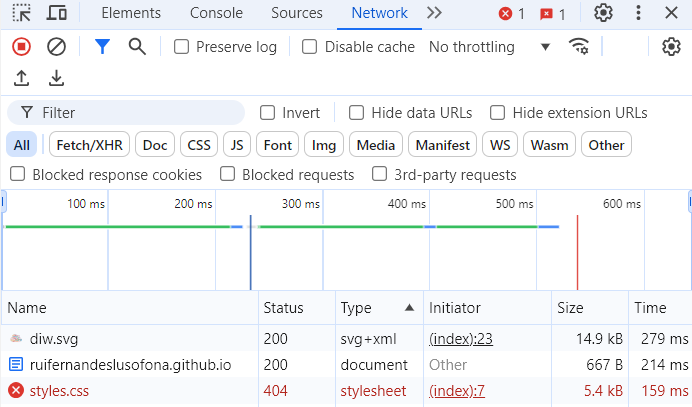 Elements Console Sources Network 1 1
Preserve log Disable cache No throttling
Filter Invert Hide data URLs Hide extension URLs
All Fetch/XHR Doc CSS JS Font Img Media Manifest WS Wasm Other
Blocked response cookies Blocked requests 3rd-party requests
100 ms 200 ms 300 ms 400 ms 500 ms 600 ms
Name Status Type Initiator Size Time
diw.svg 200 svg+xml (index):23 14.9 kB 279 ms
ruifernandeslusofona.github.io 200 document Other 667 B 214 ms
styles.css 404 stylesheet (index):7 5.4 kB 159 ms